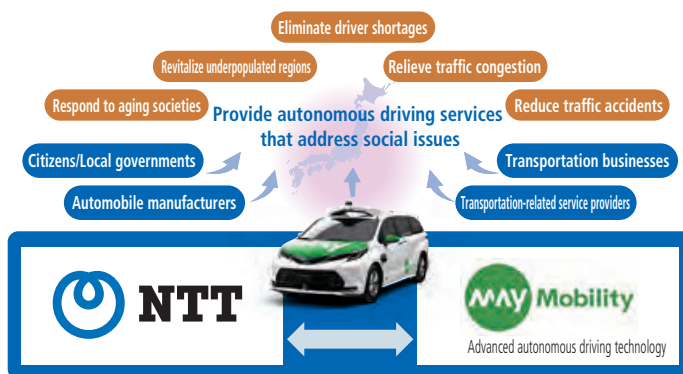 Eliminate driver shortages
Revitalize underpopulated regions
Relieve traffic congestion
Respond to aging societies
Reduce traffic accidents
Provide autonomous driving services
that address social issues
Citizens/Local governments
Transportation businesses
Automobile manufacturers
Transportation-related service providers
NTT
MAY Mobility
Advanced autonomous driving technology